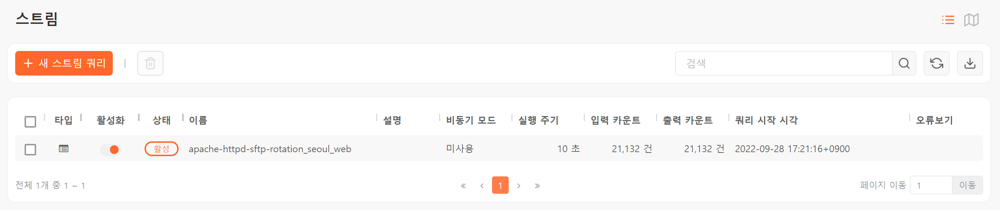 스트림
+ 새 스트림 쿼리
검색
타입 활성화 상태 이름 설명 비동기 모드 실행 주기 입력 카운트 출력 카운트 쿼리 시작 시각 오류보기
활성 apache-httpd-sftp-rotation_seoul_web 미사용 10 초 21,132 건 21,132 건 2022-09-28 17:21:16+0900
전체 1개 중 1 ~ 1 « ‹ 1 › » 페이지 이동 1 이동